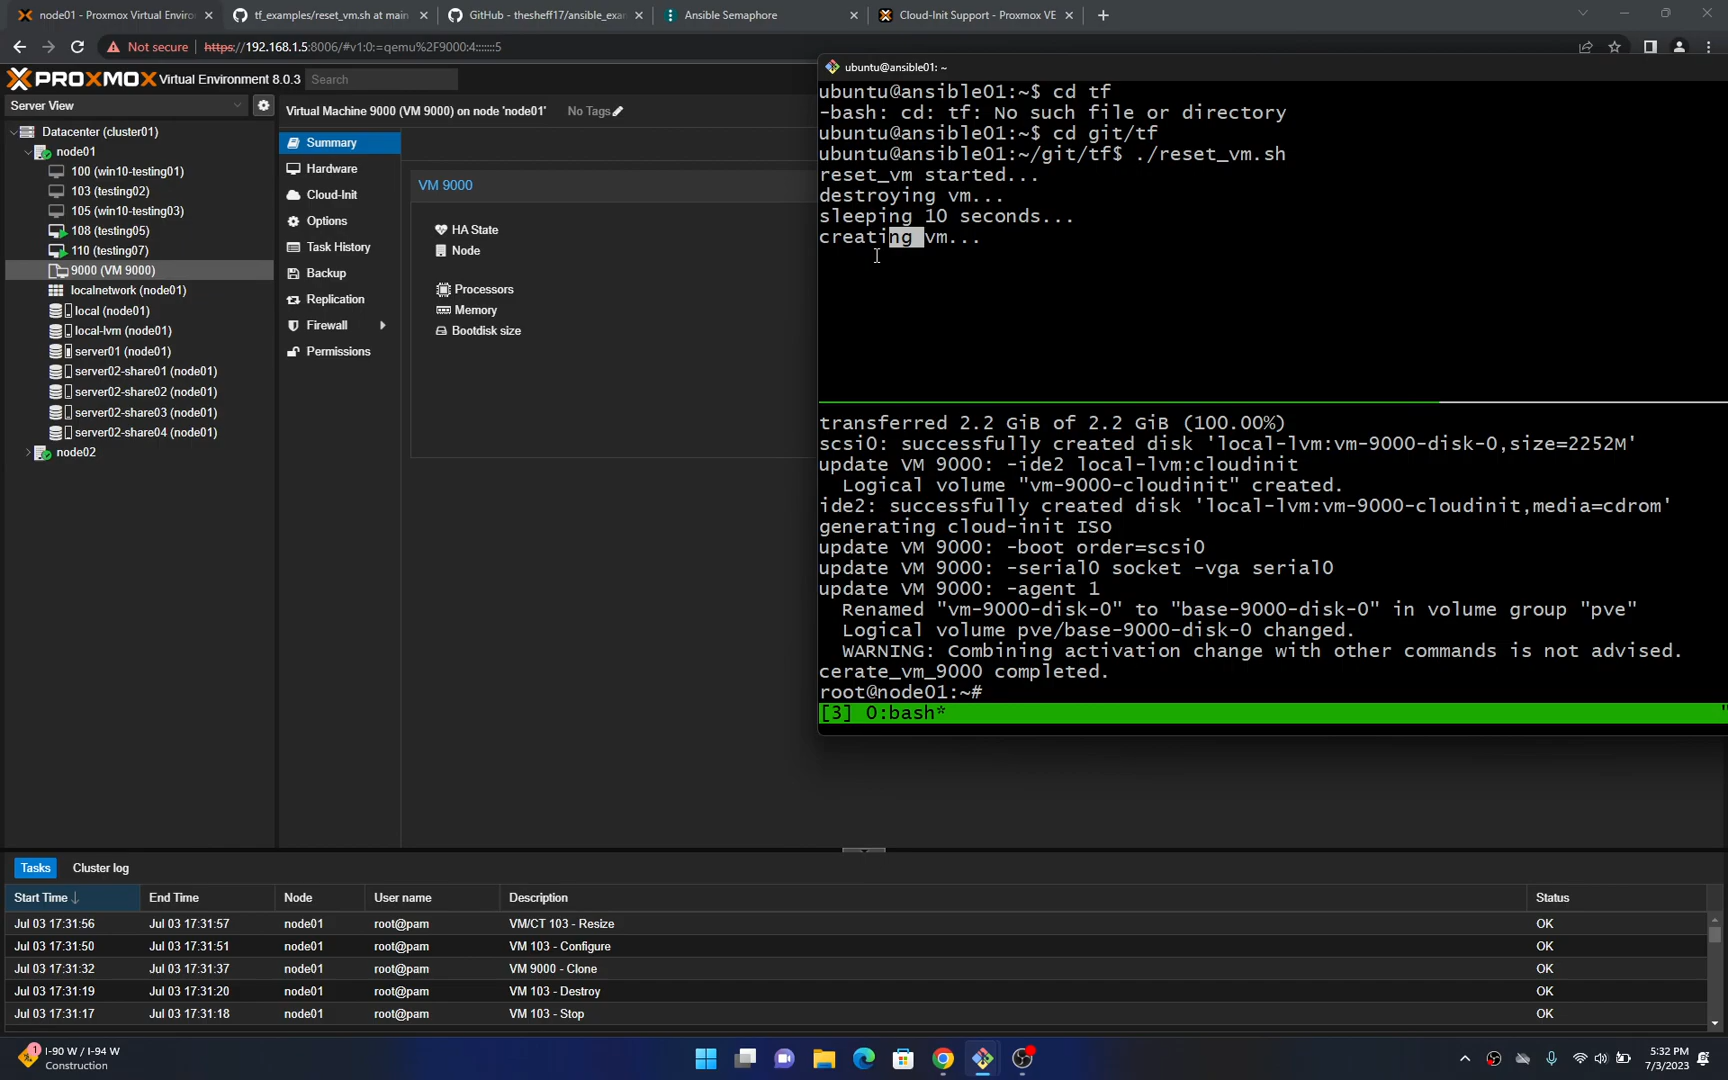 node01 - Proxmox Virtual Enviro
tf_examples/reset_vm.sh at main
GitHub - thesheff17/ansible_exa
Ansible Semaphore
Cloud-Init Support - Proxmox VE
Not secure
https://192.168.1.5:8006/#v1:0:=qemu%2F9000:4:::::::5
PROXMOX Virtual Environment 8.0.3
Search
Server View
Datacenter (cluster01)
node01
100 (win10-testing01)
103 (testing02)
105 (win10-testing03)
108 (testing05)
110 (testing07)
9000 (VM 9000)
localnetwork (node01)
local (node01)
local-lvm (node01)
server01 (node01)
server02-share01 (node01)
server02-share02 (node01)
server02-share03 (node01)
server02-share04 (node01)
node02
Virtual Machine 9000 (VM 9000) on node 'node01'
No Tags
Summary
Hardware
Cloud-Init
Options
Task History
Backup
Replication
Firewall
Permissions
VM 9000
HA State
Node
Processors
Memory
Bootdisk size
ubuntu@ansible01: ~
ubuntu@ansible01:~$ cd tf
-bash: cd: tf: No such file or directory
ubuntu@ansible01:~$ cd git/tf
ubuntu@ansible01:~/git/tf$ ./reset_vm.sh
reset_vm started...
destroying vm...
sleeping 10 seconds...
creating vm...
transferred 2.2 GiB of 2.2 GiB (100.00%)
scsi0: successfully created disk 'local-lvm:vm-9000-disk-0,size=2252M'
update VM 9000: -ide2 local-lvm:cloudinit
Logical volume "vm-9000-cloudinit" created.
ide2: successfully created disk 'local-lvm:vm-9000-cloudinit,media=cdrom'
generating cloud-init ISO
update VM 9000: -boot order=scsi0
update VM 9000: -serial0 socket -vga serial0
update VM 9000: -agent 1
Renamed "vm-9000-disk-0" to "base-9000-disk-0" in volume group "pve"
Logical volume pve/base-9000-disk-0 changed.
WARNING: Combining activation change with other commands is not advised.
cerate_vm_9000 completed.
root@node01:~#
[3] 0:bash*
Tasks
Cluster log
Start Time End Time Node User name Description Status
Jul 03 17:31:56 Jul 03 17:31:57 node01 root@pam VM/CT 103 - Resize OK
Jul 03 17:31:50 Jul 03 17:31:51 node01 root@pam VM 103 - Configure OK
Jul 03 17:31:32 Jul 03 17:31:37 node01 root@pam VM 9000 - Clone OK
Jul 03 17:31:19 Jul 03 17:31:20 node01 root@pam VM 103 - Destroy OK
Jul 03 17:31:17 Jul 03 17:31:18 node01 root@pam VM 103 - Stop OK
1
I-90 W / I-94 W
Construction
5:32 PM
7/3/2023